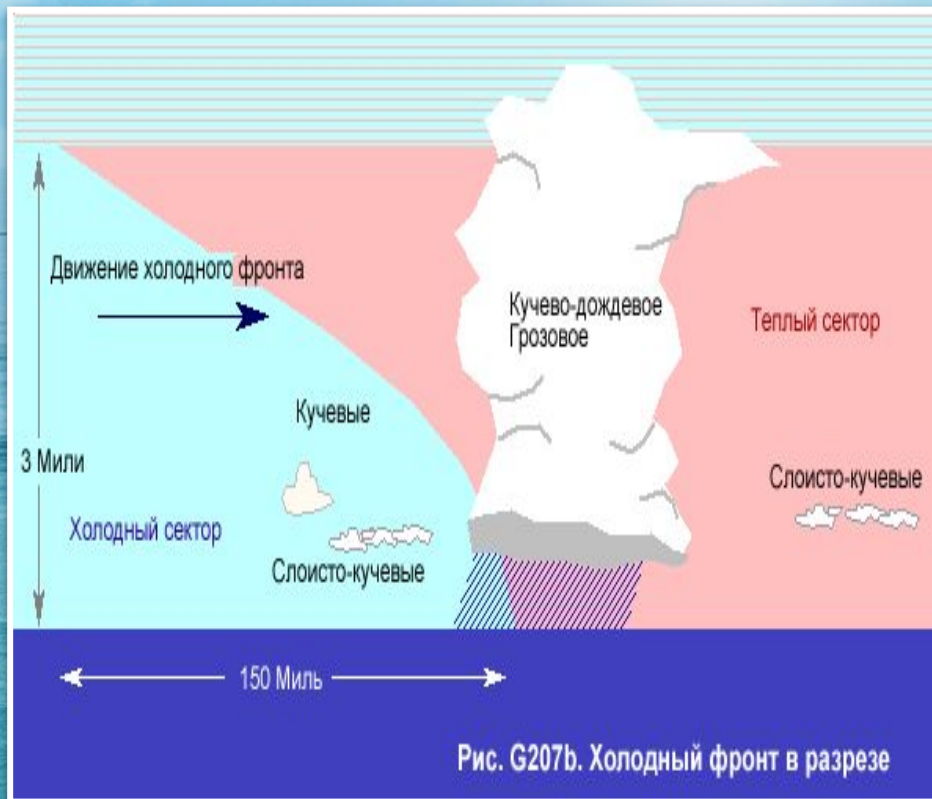 Движение холодного фронта
Кучево-дождевое
Грозовое
Теплый сектор
Кучевые
3 Мили
Слоисто-кучевые
Холодный сектор
Слоисто-кучевые
150 Миль
Рис. G207b. Холодный фронт в разрезе